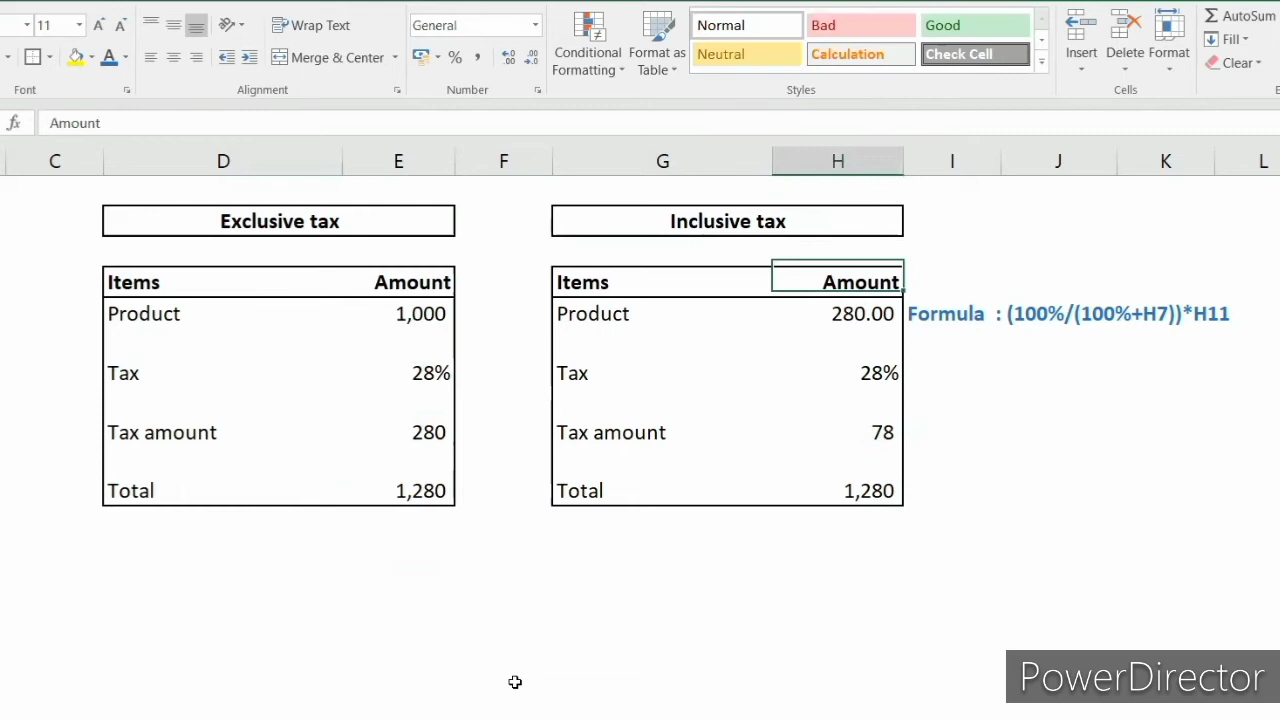 11 A A Wrap Text General Normal Bad Good AutoSum
Conditional Format as Insert Delete Format Fill
Merge & Center % Formatting Table Neutral Calculation Check Cell Clear
Font Alignment Number Styles Cells
fx Amount
C D E F G H I J K L
Exclusive tax Inclusive tax
Items Amount Items Amount
Product 1,000 Product 280.00 Formula : (100%/(100%+H7))*H11
Tax 28% Tax 28%
Tax amount 280 Tax amount 78
Total 1,280 Total 1,280
PowerDirector